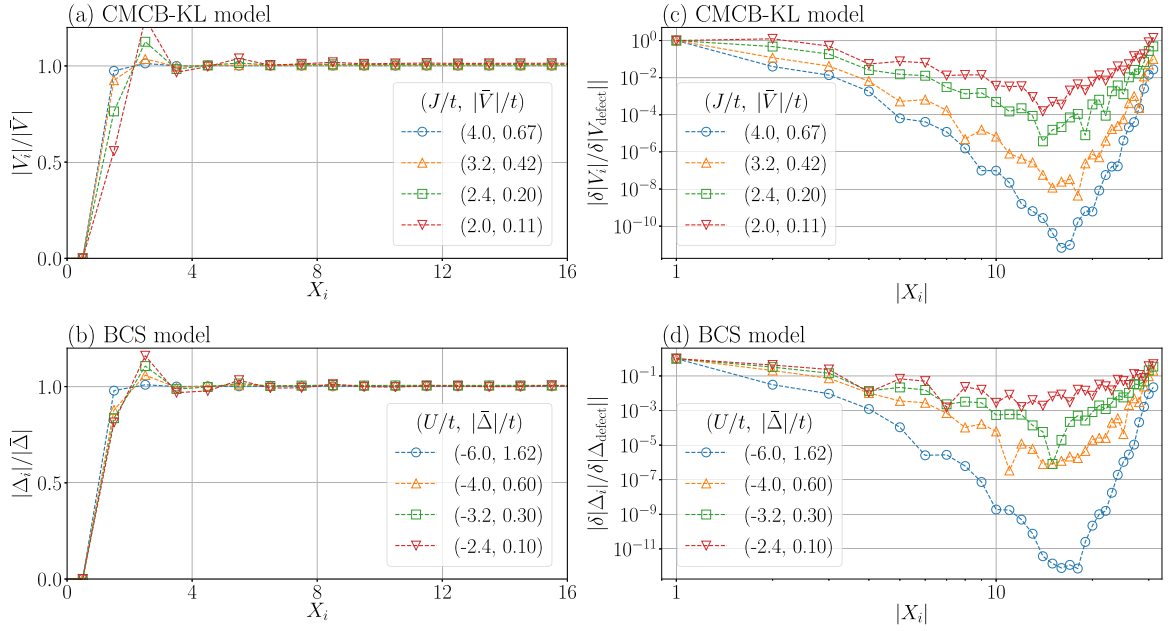 (a) CMCB-KL model
|V_i|/|V̄|
1.0
0.5
0.0
0 4 8 12 16
X_i
(J/t, |V̄|/t)
(4.0, 0.67)
(3.2, 0.42)
(2.4, 0.20)
(2.0, 0.11)
(c) CMCB-KL model
|δ|V_i|/δ|V_defect||
10^0
10^−2
10^−4
10^−6
10^−8
10^−10
1 10
|X_i|
(J/t, |V̄|/t)
(4.0, 0.67)
(3.2, 0.42)
(2.4, 0.20)
(2.0, 0.11)
(b) BCS model
|Δ_i|/|Δ̄|
1.0
0.5
0.0
0 4 8 12 16
X_i
(U/t, |Δ̄|/t)
(-6.0, 1.62)
(-4.0, 0.60)
(-3.2, 0.30)
(-2.4, 0.10)
(d) BCS model
|δ|Δ_i|/δ|Δ_defect||
10^−1
10^−3
10^−5
10^−7
10^−9
10^−11
1 10
|X_i|
(U/t, |Δ̄|/t)
(-6.0, 1.62)
(-4.0, 0.60)
(-3.2, 0.30)
(-2.4, 0.10)